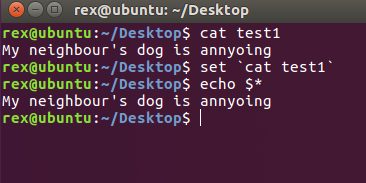 rex@ubuntu: ~/Desktop
rex@ubuntu:~/Desktop$ cat test1
My neighbour's dog is annyoing
rex@ubuntu:~/Desktop$ set `cat test1`
rex@ubuntu:~/Desktop$ echo $*
My neighbour's dog is annyoing
rex@ubuntu:~/Desktop$